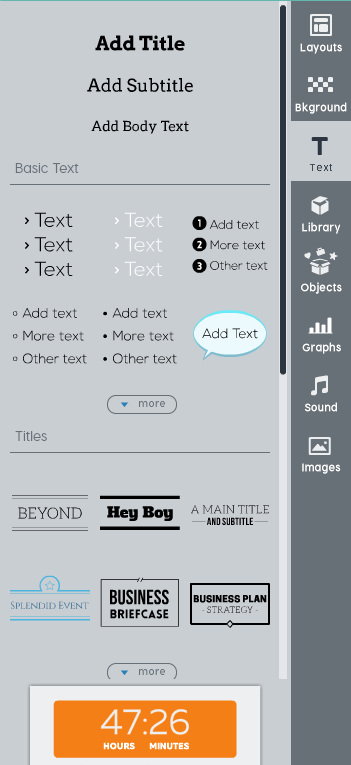 Add Title
Add Subtitle
Add Body Text
Basic Text
› Text
› Text
› Text
› Text
› Text
› Text
1 Add text
2 More text
3 Other text
◦ Add text
◦ More text
◦ Other text
• Add text
• More text
• Other text
Add Text
more
Titles
BEYOND
Hey Boy
A MAIN TITLE
AND SUBTITLE
SPLENDID EVENT
BUSINESS
BRIEFCASE
BUSINESS PLAN
- STRATEGY -
more
47:26
HOURS MINUTES
Layouts
Bkground
T
Text
Library
Objects
Graphs
Sound
Images